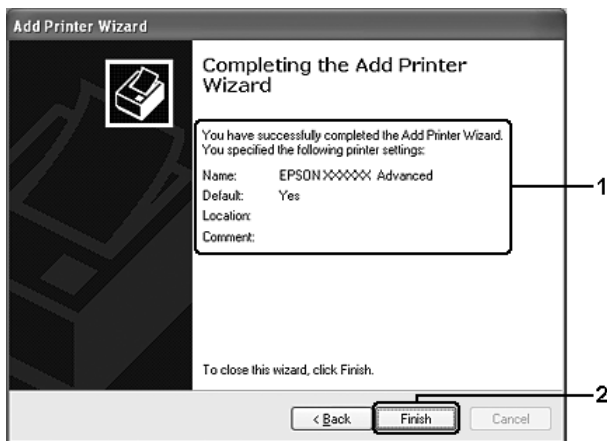 Add Printer Wizard
Completing the Add Printer
Wizard
You have successfully completed the Add Printer Wizard.
You specified the following printer settings:
Name: EPSON XXXXXX Advanced
Default: Yes
Location:
Comment:
1
To close this wizard, click Finish.
2
< Back Finish Cancel